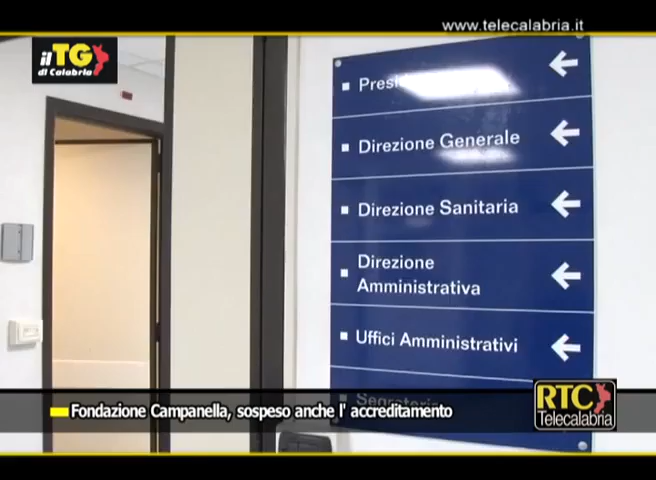 www.telecalabria.it
il TG
di Calabria
Direzione Generale
Direzione Sanitaria
Direzione
Amministrativa
Uffici Amministrativi
Fondazione Campanella, sospeso anche l' accreditamento
RTC
Telecalabria